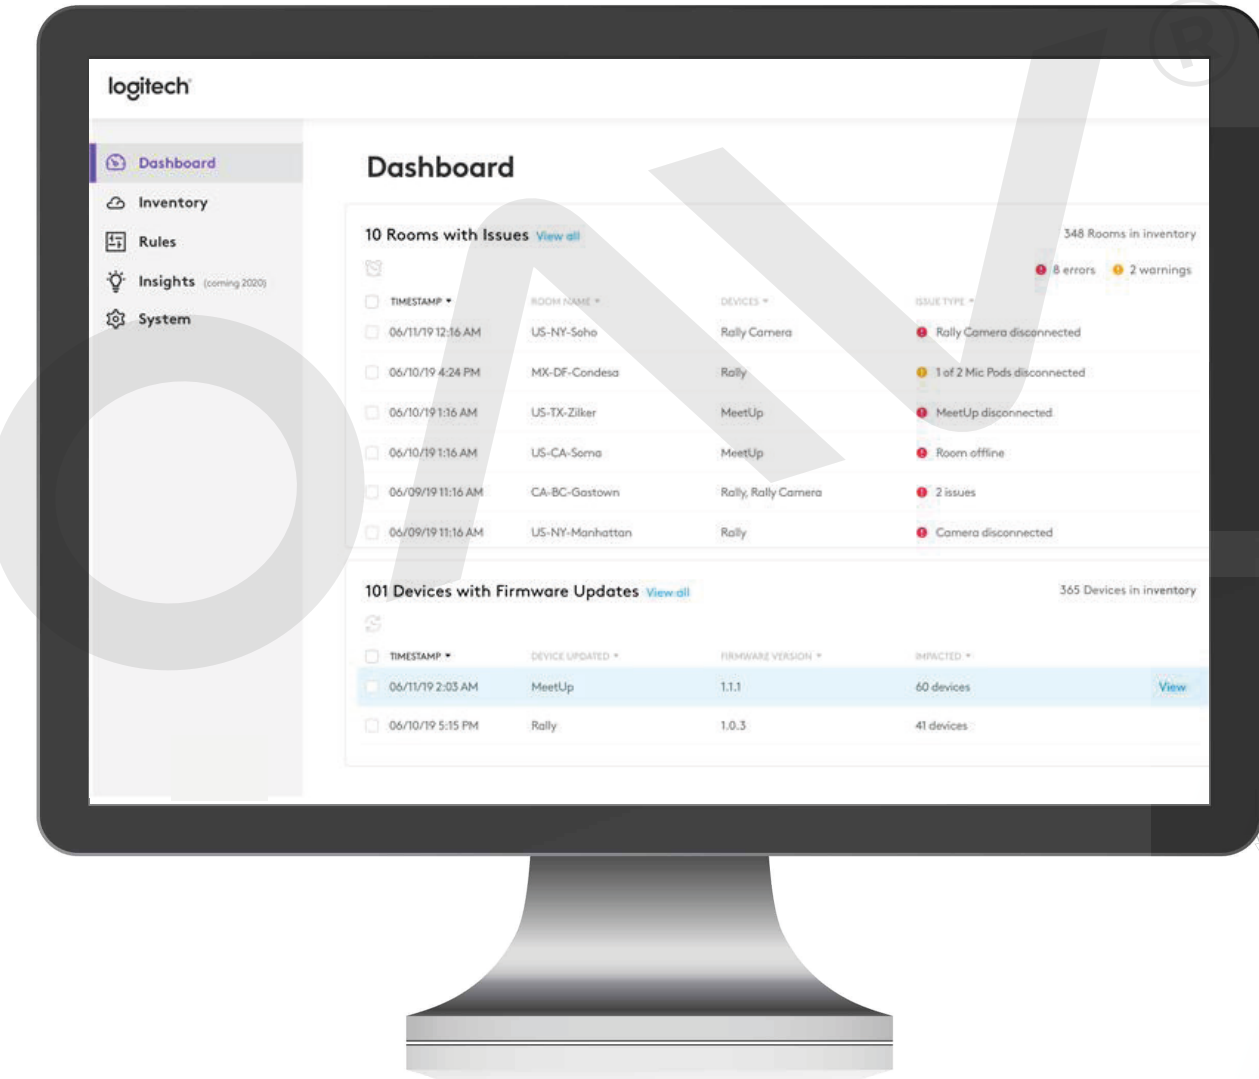 logitech
Dashboard
Inventory
Rules
Insights (coming 2020)
System
Dashboard
10 Rooms with Issues View all 348 Rooms in inventory
8 errors 2 warnings
TIMESTAMP ROOM NAME DEVICES ISSUE TYPE
06/11/19 12:16 AM US-NY-Soho Rally Camera Rally Camera disconnected
06/10/19 4:24 PM MX-DF-Condesa Rally 1 of 2 Mic Pods disconnected
06/10/19 1:16 AM US-TX-Zilker MeetUp MeetUp disconnected
06/10/19 1:16 AM US-CA-Soma MeetUp Room offline
06/09/19 11:16 AM CA-BC-Gastown Rally, Rally Camera 2 issues
06/09/19 11:16 AM US-NY-Manhattan Rally Camera disconnected
101 Devices with Firmware Updates View all 365 Devices in inventory
TIMESTAMP DEVICE UPDATED FIRMWARE VERSION IMPACTED
06/11/19 2:03 AM MeetUp 1.1.1 60 devices View
06/10/19 5:15 PM Rally 1.0.3 41 devices